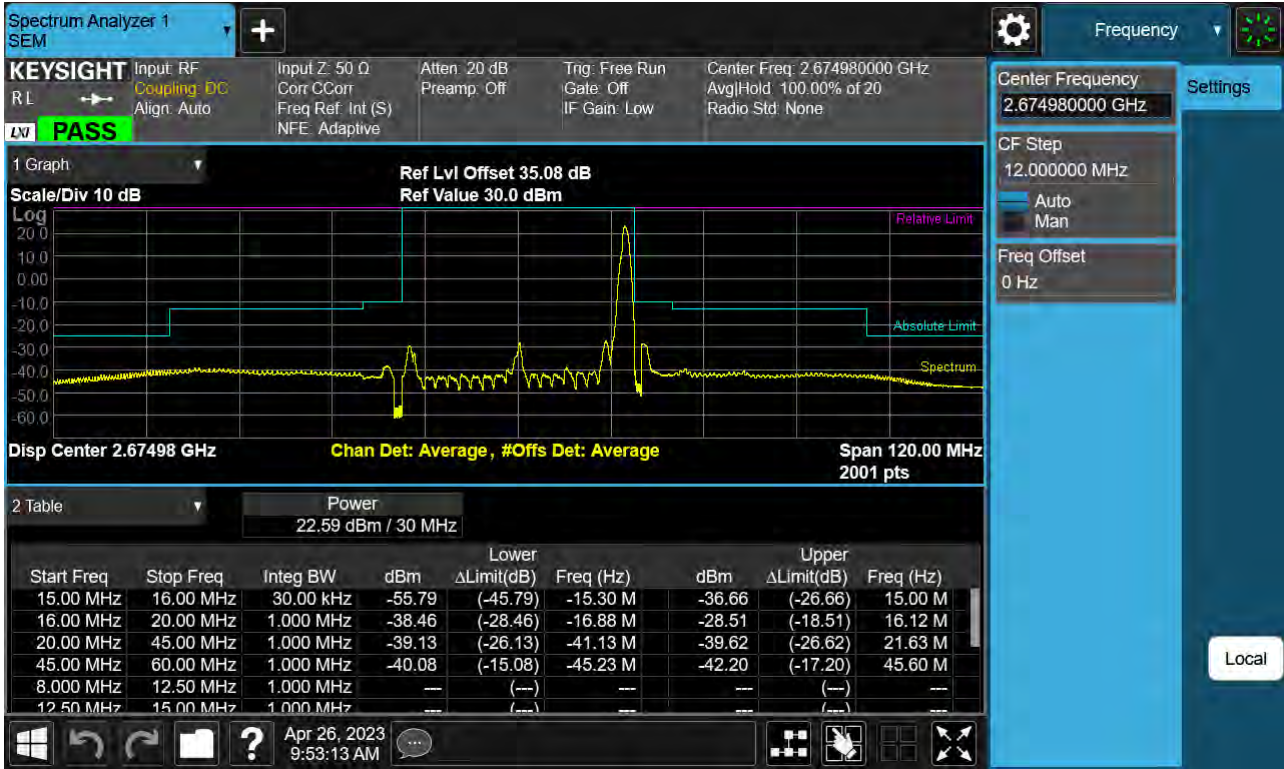 Spectrum Analyzer 1
SEM
Frequency
KEYSIGHT
RL
LXI
PASS
Input: RF
Coupling: DC
Align: Auto
Input Z: 50 Ω
Corr CCorr
Freq Ref: Int (S)
NFE: Adaptive
Atten: 20 dB
Preamp: Off
Trig: Free Run
Gate: Off
IF Gain: Low
Center Freq: 2.674980000 GHz
Avg|Hold: 100.00% of 20
Radio Std: None
Center Frequency
2.674980000 GHz
Settings
CF Step
12.000000 MHz
Auto
Man
Freq Offset
0 Hz
1 Graph
Scale/Div 10 dB
Ref Lvl Offset 35.08 dB
Ref Value 30.0 dBm
Log
20.0
10.0
0.00
-10.0
-20.0
-30.0
-40.0
-50.0
-60.0
Relative Limit
Absolute Limit
Spectrum
Disp Center 2.67498 GHz
Chan Det: Average, #Offs Det: Average
Span 120.00 MHz
2001 pts
2 Table
Power
22.59 dBm / 30 MHz
Lower Upper
Start Freq Stop Freq Integ BW dBm ΔLimit(dB) Freq (Hz) dBm ΔLimit(dB) Freq (Hz)
15.00 MHz 16.00 MHz 30.00 kHz -55.79 (-45.79) -15.30 M -36.66 (-26.66) 15.00 M
16.00 MHz 20.00 MHz 1.000 MHz -38.46 (-28.46) -16.88 M -28.51 (-18.51) 16.12 M
20.00 MHz 45.00 MHz 1.000 MHz -39.13 (-26.13) -41.13 M -39.62 (-26.62) 21.63 M
45.00 MHz 60.00 MHz 1.000 MHz -40.08 (-15.08) -45.23 M -42.20 (-17.20) 45.60 M
8.000 MHz 12.50 MHz 1.000 MHz --- (---) --- --- (---) ---
12.50 MHz 15.00 MHz 1.000 MHz --- (---) --- --- (---) ---
Local
?
Apr 26, 2023
9:53:13 AM